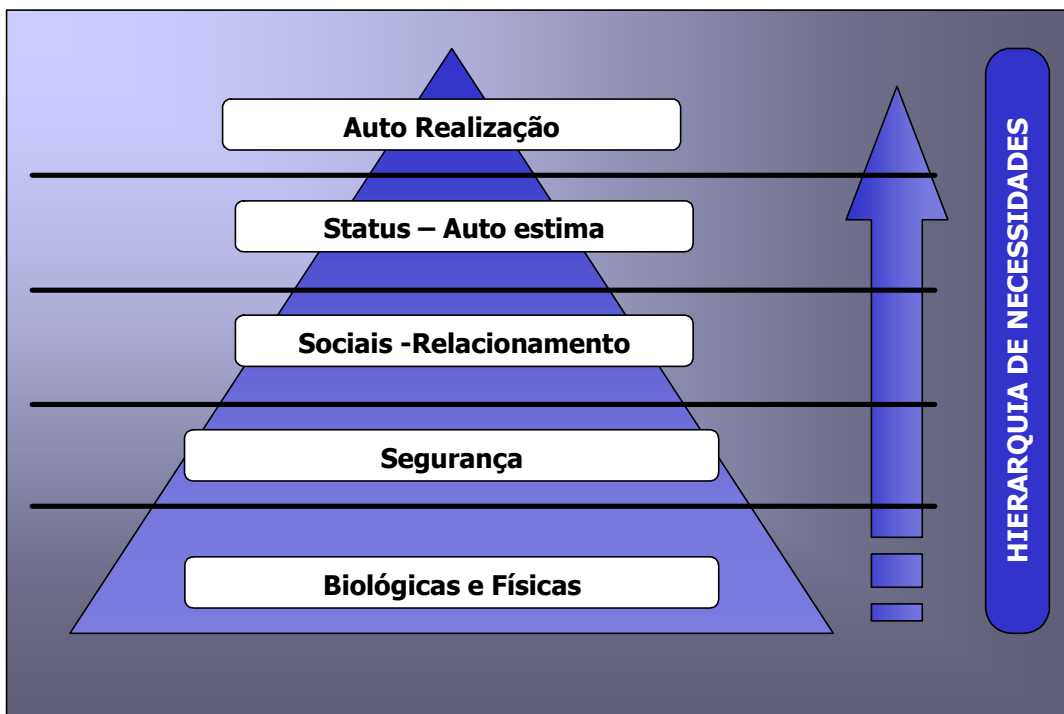 Auto Realização
Status – Auto estima
Sociais -Relacionamento
Segurança
Biológicas e Físicas
HIERARQUIA DE NECESSIDADES